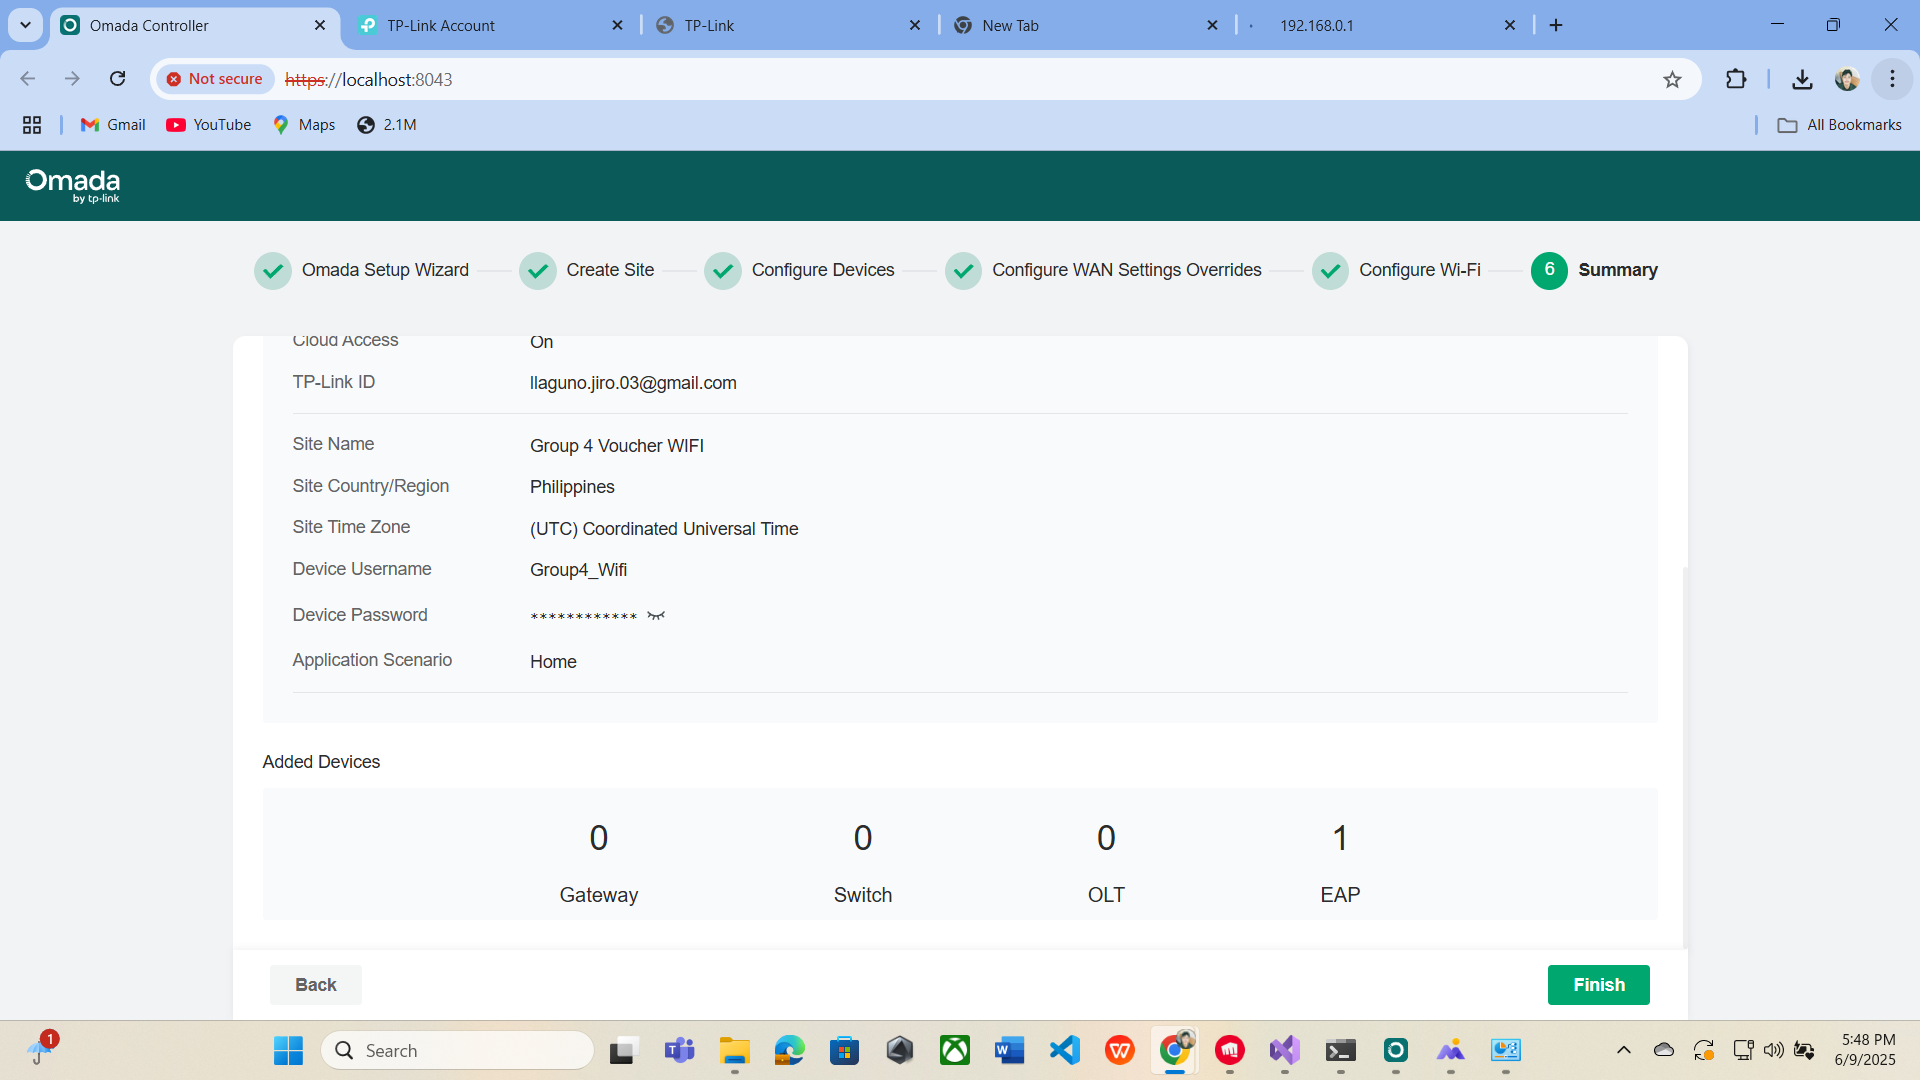 Omada Controller
TP-Link Account
TP-Link
New Tab
192.168.0.1
Not secure
https://localhost:8043
Gmail
YouTube
Maps
2.1M
All Bookmarks
Omada
by tp-link
Omada Setup Wizard
Create Site
Configure Devices
Configure WAN Settings Overrides
Configure Wi-Fi
6
Summary
Cloud Access On
TP-Link ID llaguno.jiro.03@gmail.com
Site Name Group 4 Voucher WIFI
Site Country/Region Philippines
Site Time Zone (UTC) Coordinated Universal Time
Device Username Group4_Wifi
Device Password ************
Application Scenario Home
Added Devices
0 0 0 1
Gateway Switch OLT EAP
Back
Finish
1
Search
5:48 PM
6/9/2025